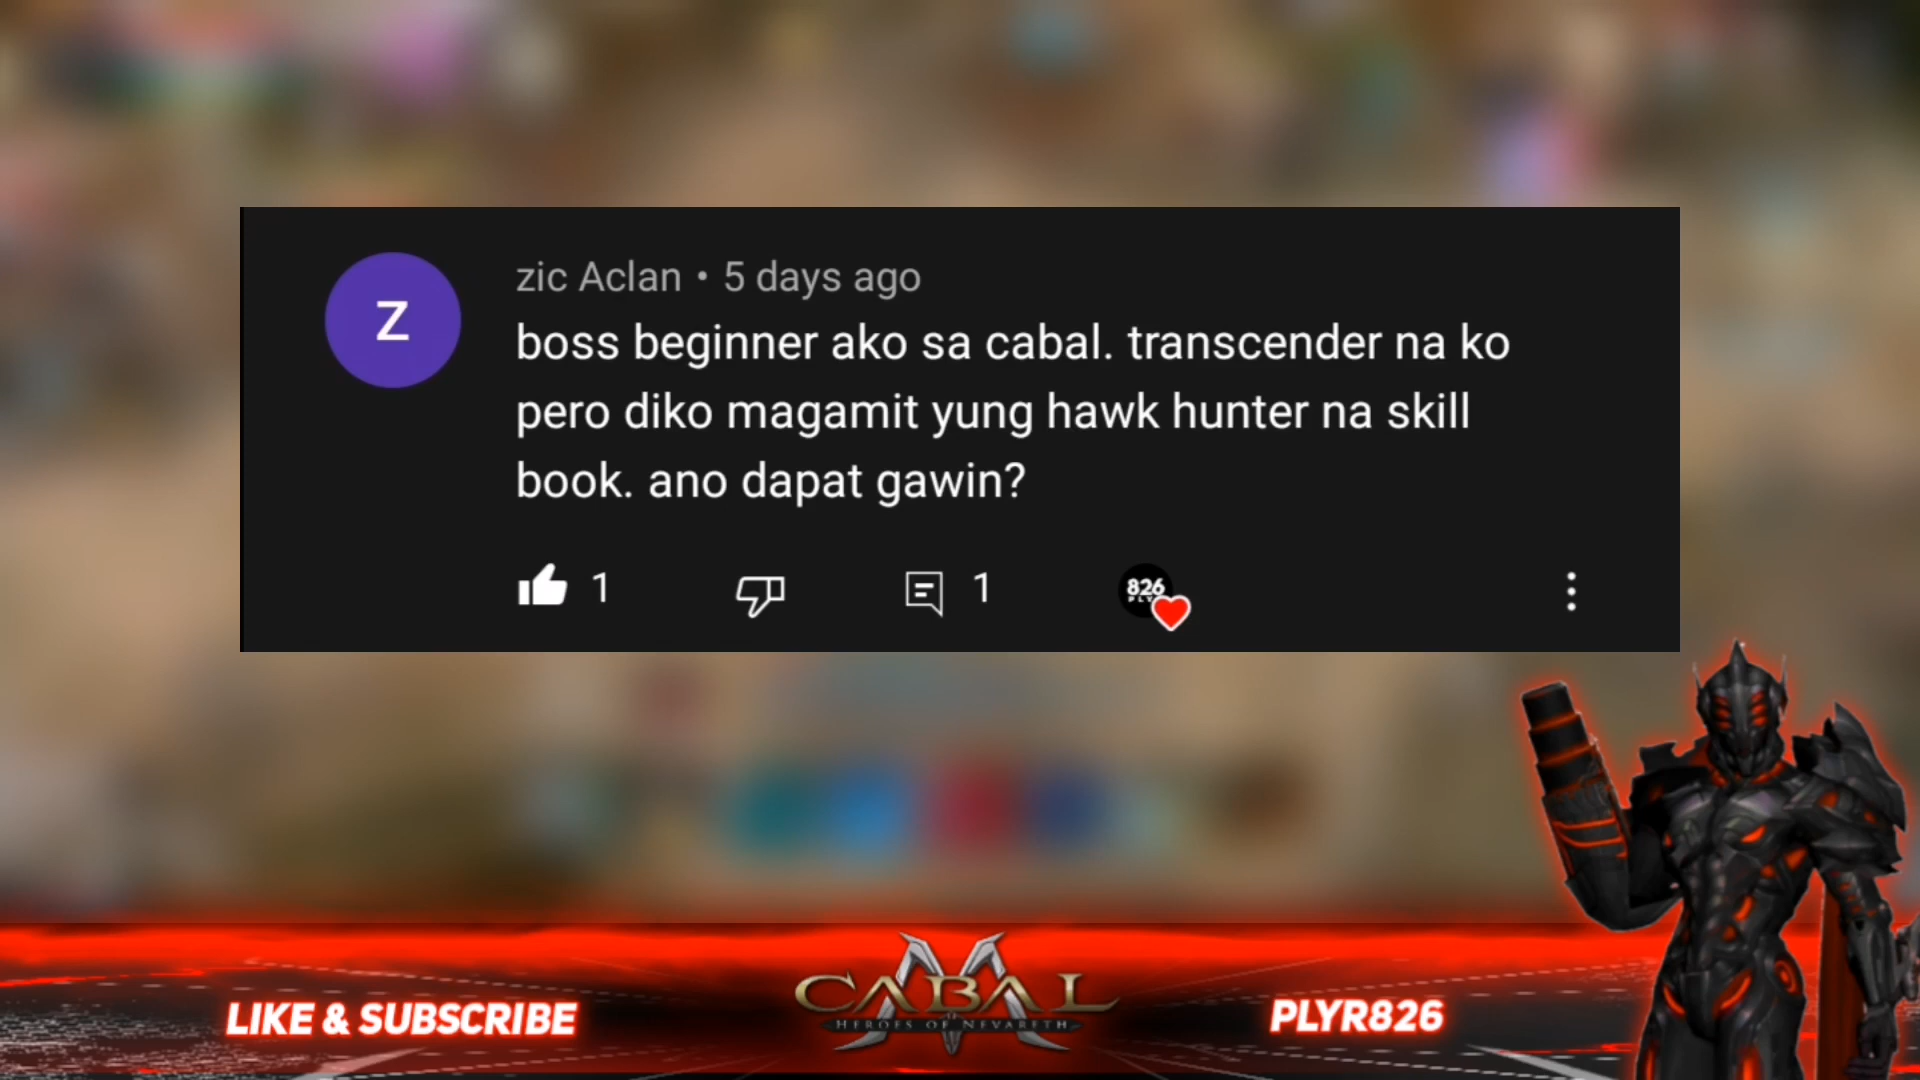 Z
zic Aclan • 5 days ago
boss beginner ako sa cabal. transcender na ko
pero diko magamit yung hawk hunter na skill
book. ano dapat gawin?
1
1
826
PLYR
LIKE & SUBSCRIBE
CABAL
HEROES OF NEVARETH
PLYR826